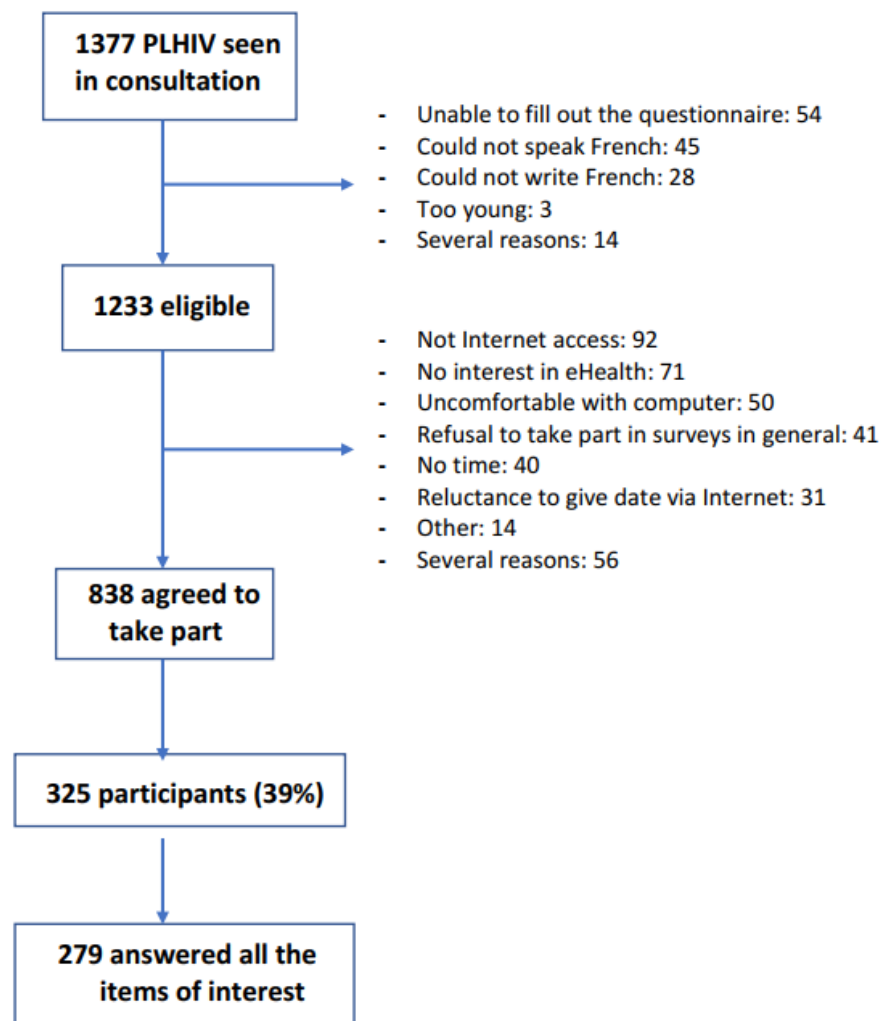 1377 PLHIV seen
in consultation
- Unable to fill out the questionnaire: 54
- Could not speak French: 45
- Could not write French: 28
- Too young: 3
- Several reasons: 14
1233 eligible
- Not Internet access: 92
- No interest in eHealth: 71
- Uncomfortable with computer: 50
- Refusal to take part in surveys in general: 41
- No time: 40
- Reluctance to give date via Internet: 31
- Other: 14
- Several reasons: 56
838 agreed to
take part
325 participants (39%)
279 answered all the
items of interest